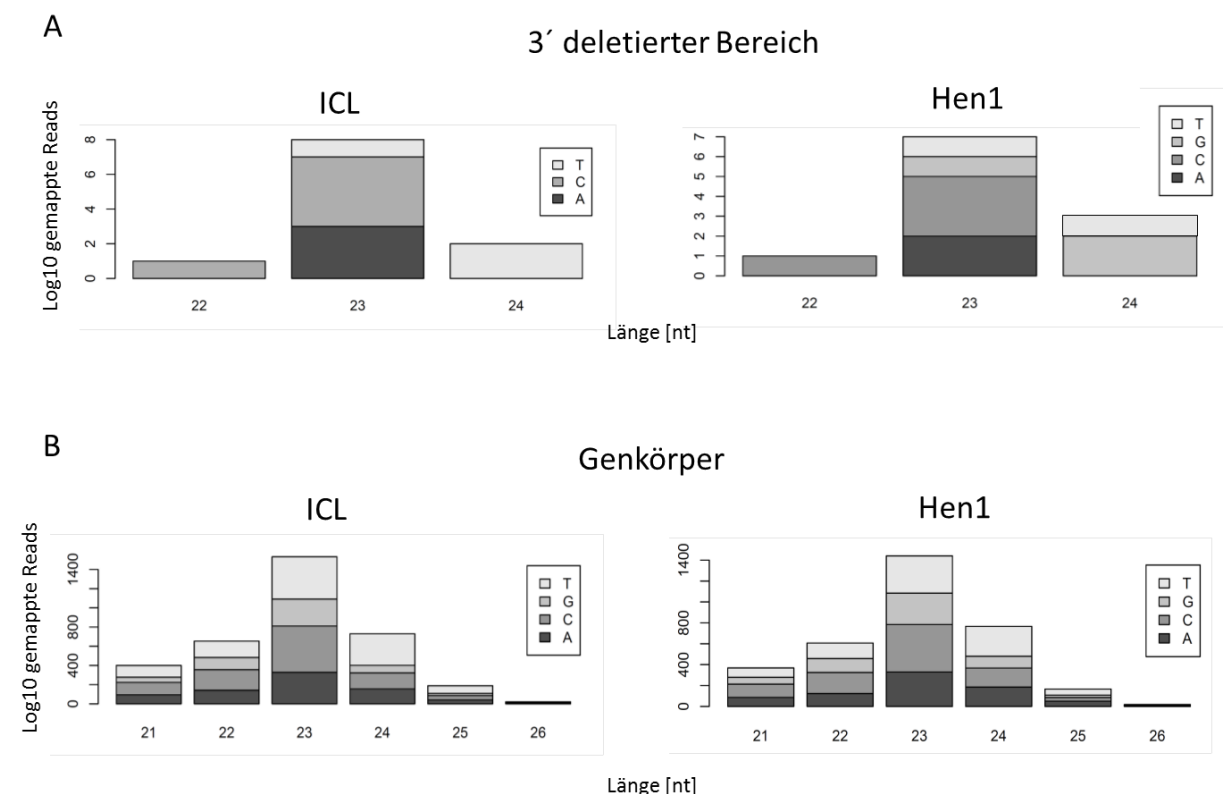 A
3´ deletierter Bereich
ICL
Hen1
Log10 gemappte Reads
0 2 4 6 8
T
C
A
22 23 24
0 1 2 3 4 5 6 7
T
G
C
A
22 23 24
Länge [nt]
B
Genkörper
ICL
Hen1
Log10 gemappte Reads
0 400 800 1400
T
G
C
A
21 22 23 24 25 26
0 400 800 1400
T
G
C
A
21 22 23 24 25 26
Länge [nt]